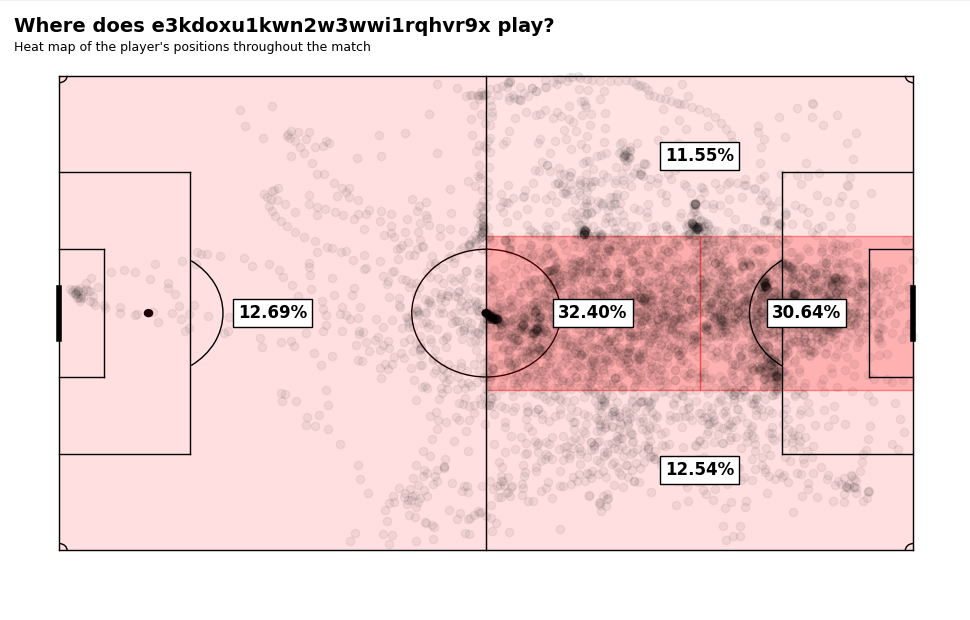 Where does e3kdoxu1kwn2w3wwi1rqhvr9x play?
Heat map of the player's positions throughout the match
11.55%
12.69%
32.40%
30.64%
12.54%